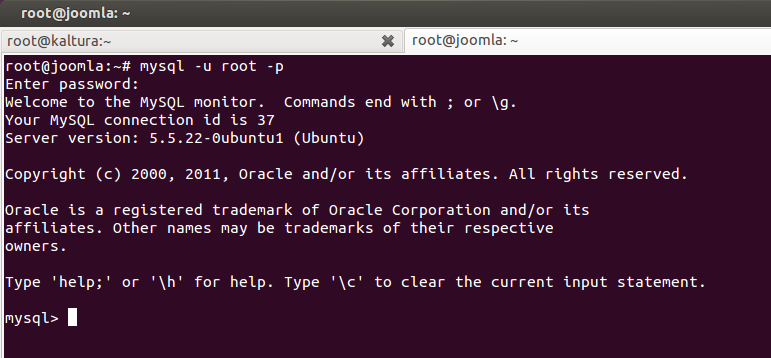 root@joomla: ~
root@kaltura:~
root@joomla: ~
root@joomla:~# mysql -u root -p
Enter password:
Welcome to the MySQL monitor.  Commands end with ; or \g.
Your MySQL connection id is 37
Server version: 5.5.22-0ubuntu1 (Ubuntu)

Copyright (c) 2000, 2011, Oracle and/or its affiliates. All rights reserved.

Oracle is a registered trademark of Oracle Corporation and/or its
affiliates. Other names may be trademarks of their respective
owners.

Type 'help;' or '\h' for help. Type '\c' to clear the current input statement.

mysql>